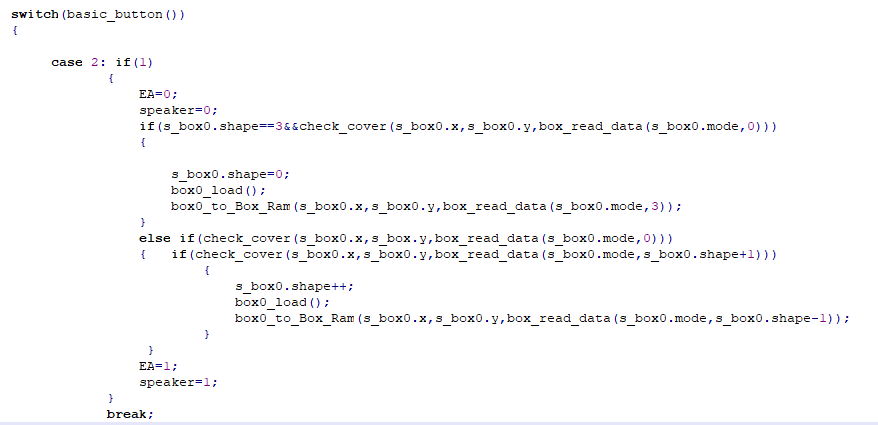 switch(basic_button())
{
case 2: if(1)
{
EA=0;
speaker=0;
if(s_box0.shape==3&&check_cover(s_box0.x,s_box0.y,box_read_data(s_box0.mode,0)))
{
s_box0.shape=0;
box0_load();
box0_to_Box_Ram(s_box0.x,s_box0.y,box_read_data(s_box0.mode,3));
}
else if(check_cover(s_box0.x,s_box.y,box_read_data(s_box0.mode,0)))
{ if(check_cover(s_box0.x,s_box0.y,box_read_data(s_box0.mode,s_box0.shape+1)))
{
s_box0.shape++;
box0_load();
box0_to_Box_Ram(s_box0.x,s_box0.y,box_read_data(s_box0.mode,s_box0.shape-1));
}
}
EA=1;
speaker=1;
}
break;